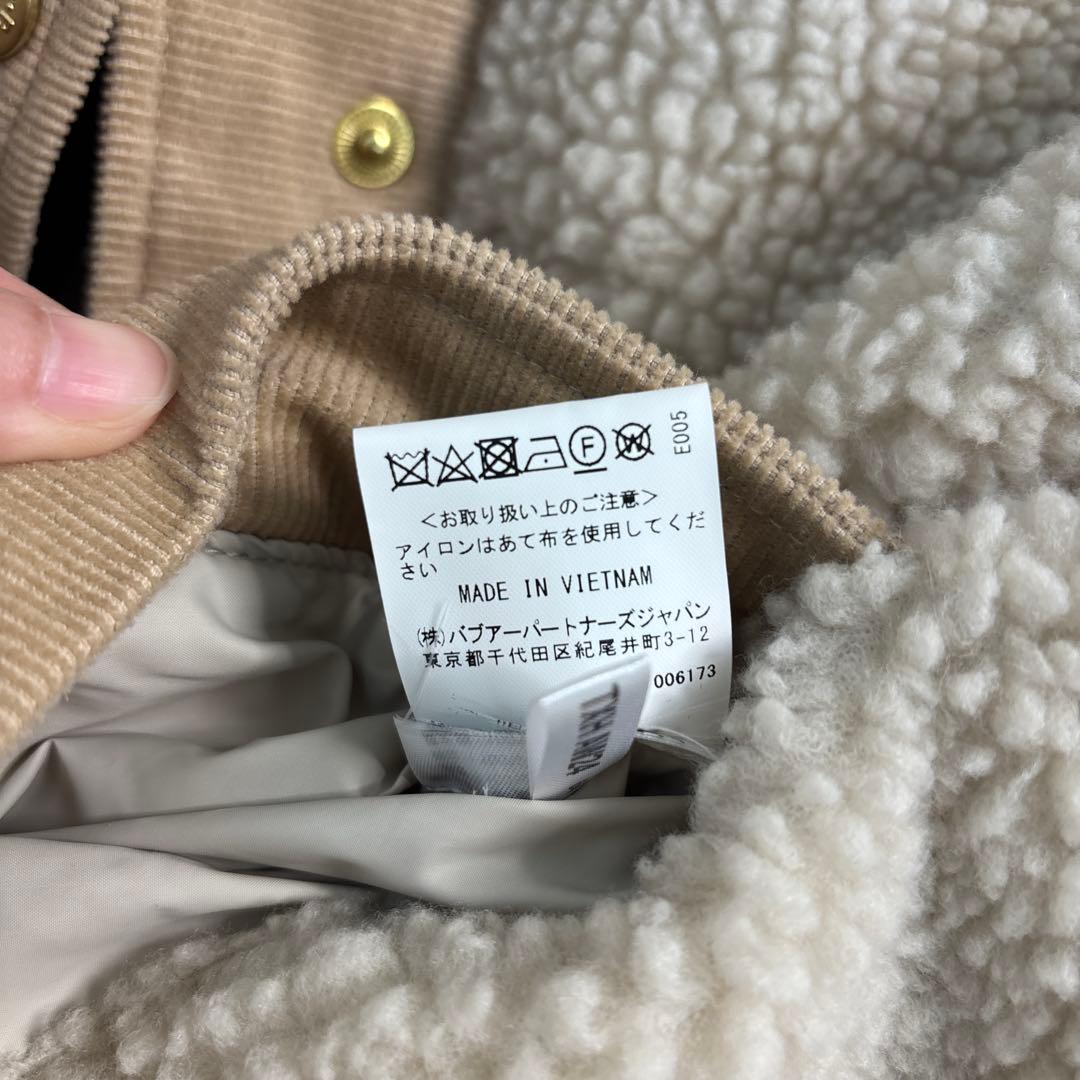 F W E005
<お取り扱い上のご注意>
アイロンはあて布を使用してくだ
さい
MADE IN VIETNAM
(株)バブアーパートナーズジャパン
東京都千代田区紀尾井町3-12
006173